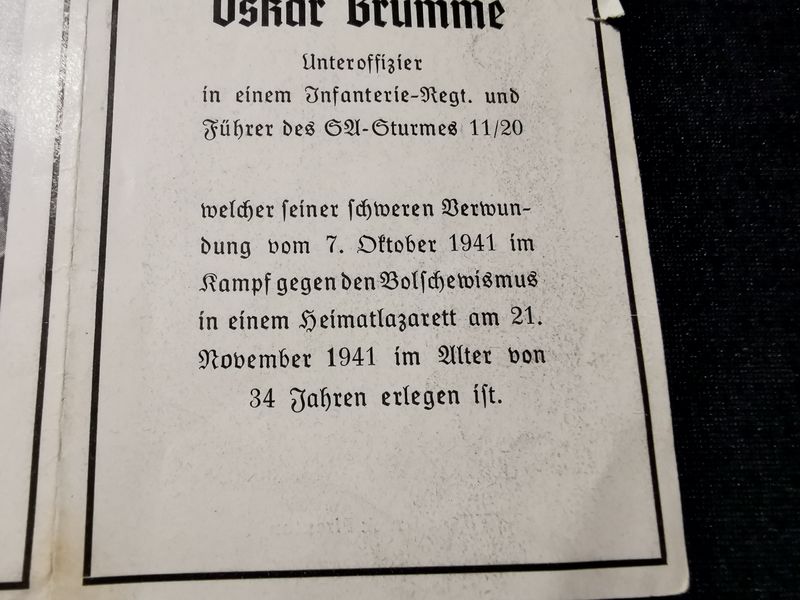 Oskar Brumme
Unteroffizier
in einem Infanterie-Regt. und
Führer des SA-Sturmes 11/20
welcher seiner schweren Verwun-
dung vom 7. Oktober 1941 im
Kampf gegen den Bolschewismus
in einem Heimatlazarett am 21.
November 1941 im Alter von
34 Jahren erlegen ist.